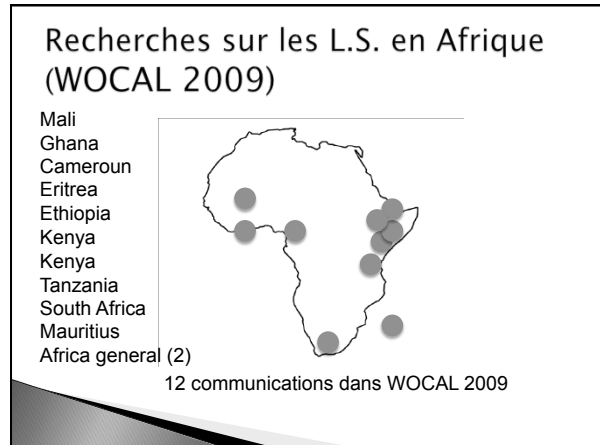 Recherches sur les L.S. en Afrique
(WOCAL 2009)
Mali
Ghana
Cameroun
Eritrea
Ethiopia
Kenya
Kenya
Tanzania
South Africa
Mauritius
Africa general (2)
12 communications dans WOCAL 2009